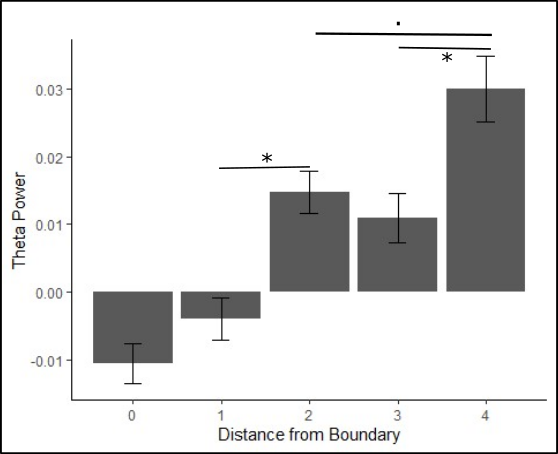 .
*
0.03
*
0.02
0.01
0.00
-0.01
Theta Power
0 1 2 3 4
Distance from Boundary